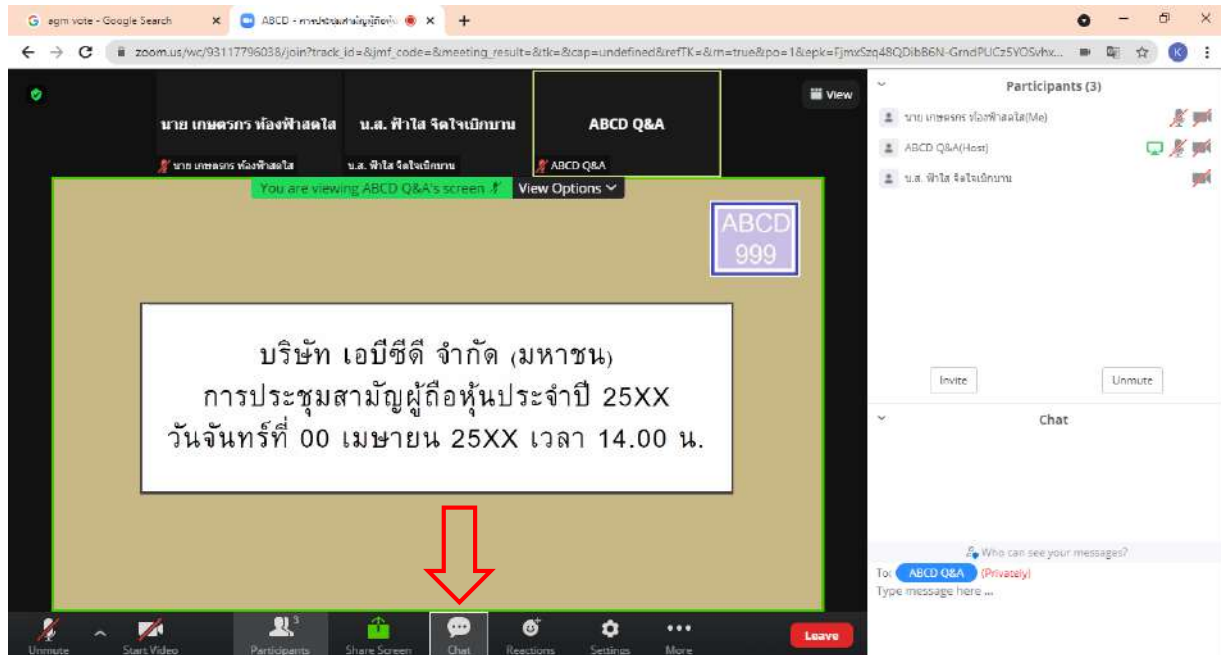 agm vote - Google Search
ABCD - การประชุมสามัญผู้ถือหุ้น
zoom.us/wc/93117796038/join?track_id=&jmf_code=&meeting_result=&tk=&cap=undefined&refTK=&rm=true&po=1&epk=
K
View
นาย เกษตรกร ท้องฟ้าสดใส
น.ส. ฟ้าใส จิตใจเบิกบาน
ABCD Q&A
นาย เกษตรกร ท้องฟ้าสดใส
น.ส. ฟ้าใส จิตใจเบิกบาน
ABCD Q&A
You are viewing ABCD Q&A's screen
View Options
ABCD
999
บริษัท เอบีซีดี จำกัด (มหาชน)
การประชุมสามัญผู้ถือหุ้นประจำปี 25XX
วันจันทร์ที่ 00 เมษายน 25XX เวลา 14.00 น.
Unmute
Start Video
Participants
3
Share Screen
Chat
Reactions
Settings
More
Leave
Participants (3)
นาย เกษตรกร ท้องฟ้าสดใส(Me)
ABCD Q&A(Host)
น.ส. ฟ้าใส จิตใจเบิกบาน
Invite
Unmute
Chat
Who can see your messages?
To: ABCD Q&A (Privately)
Type message here ...